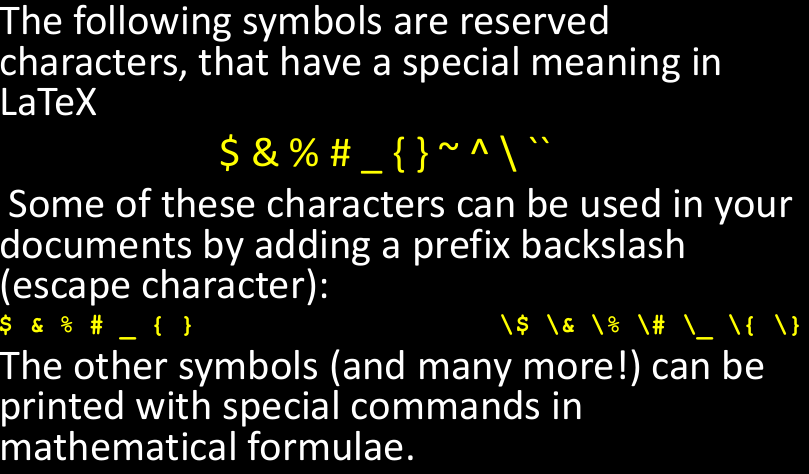 The following symbols are reserved
characters, that have a special meaning in
LaTeX
$ & % # _ { } ~ ^ \ ``
Some of these characters can be used in your
documents by adding a prefix backslash
(escape character):
$ & % # _ { } \$ \& \% \# \_ \{ \}
The other symbols (and many more!) can be
printed with special commands in
mathematical formulae.